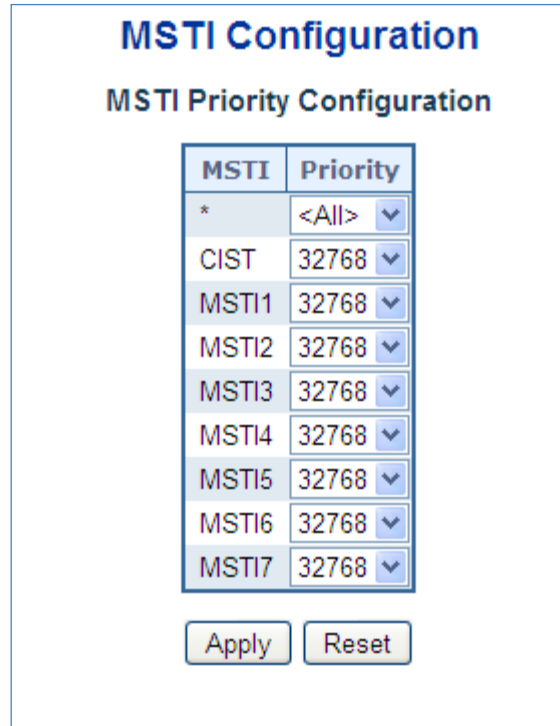 MSTI Configuration
MSTI Priority Configuration
MSTI Priority
* <All>
CIST 32768
MSTI1 32768
MSTI2 32768
MSTI3 32768
MSTI4 32768
MSTI5 32768
MSTI6 32768
MSTI7 32768
Apply Reset